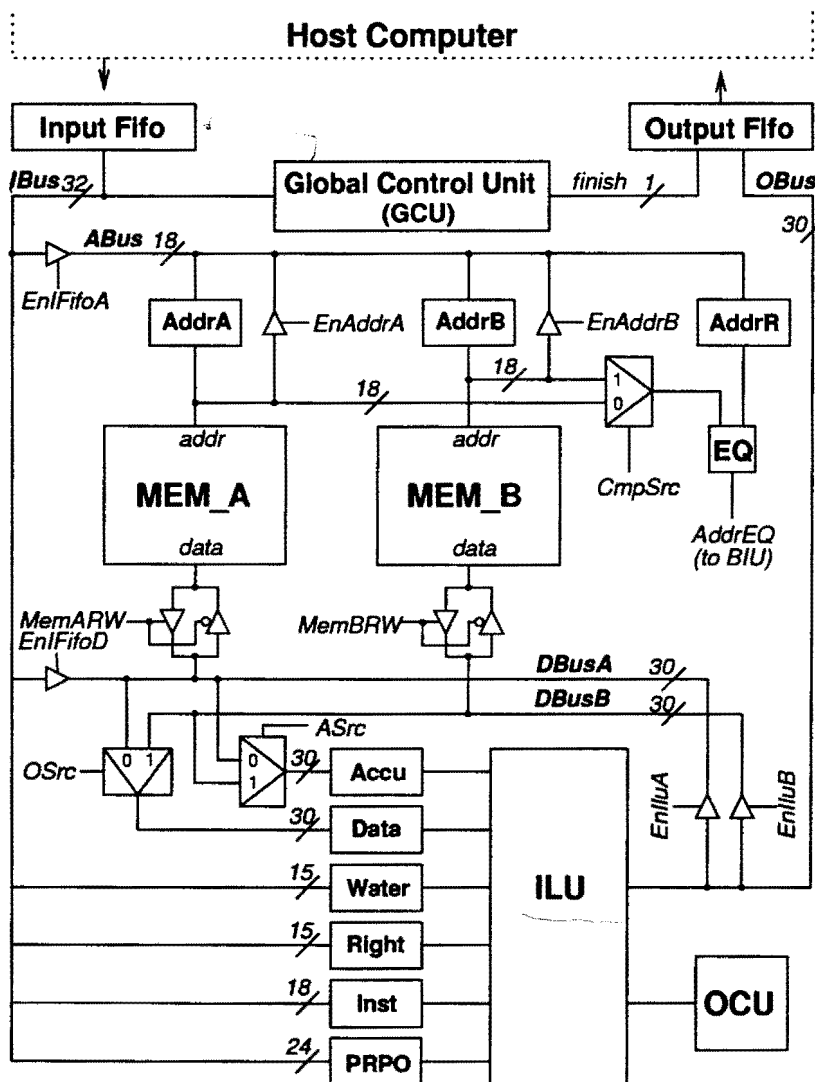 Host Computer
Input Fifo
Output Fifo
IBus 32
Global Control Unit
(GCU)
finish 1
OBus
30
ABus 18
EnIFifoA
AddrA
EnAddrA
AddrB
EnAddrB
AddrR
18
18
1
0
addr
MEM_A
data
addr
MEM_B
data
CmpSrc
EQ
AddrEQ
(to BIU)
MemARW
EnIFifoD
MemBRW
DBusA 30
DBusB 30
ASrc
OSrc
0 1
0
1
30
Accu
30
Data
15
Water
15
Right
18
Inst
24
PRPO
ILU
EnIluA
EnIluB
OCU